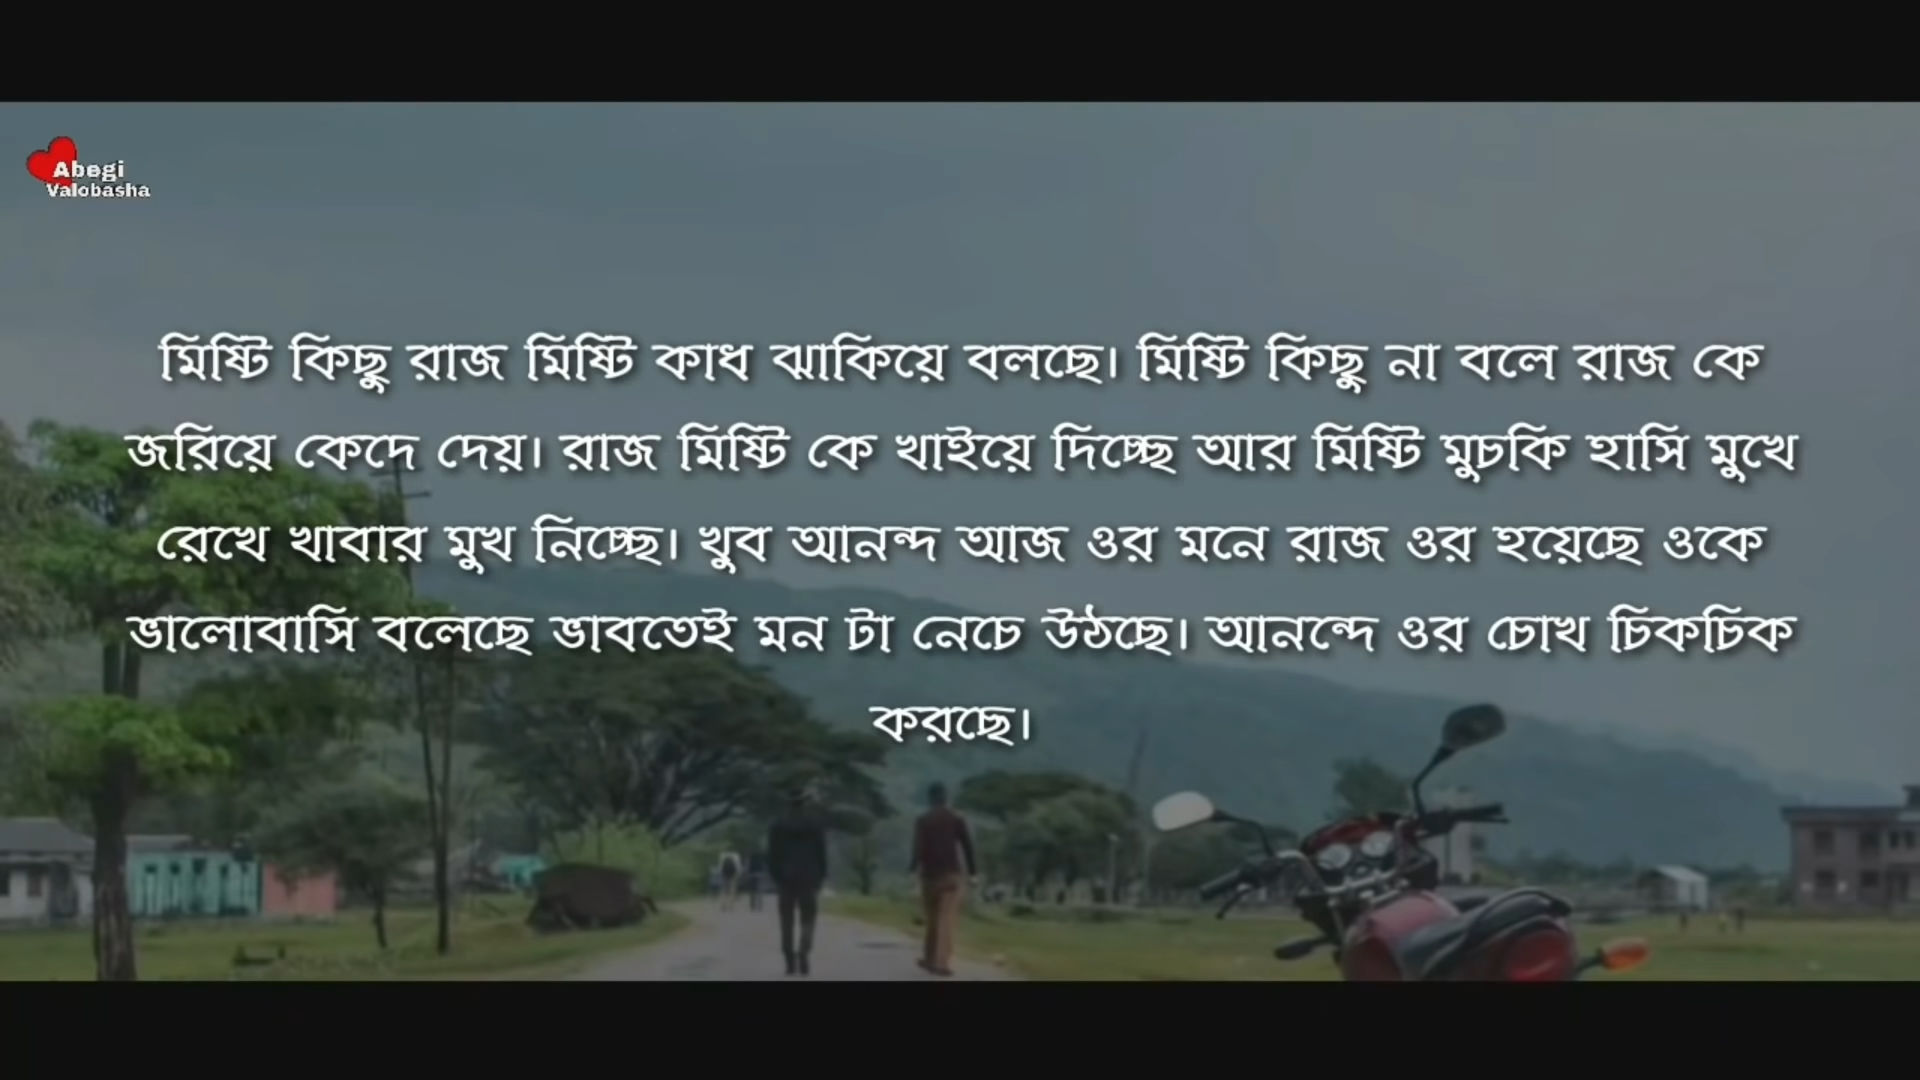 Abegi
Valobasha
মিষ্টি কিছু রাজ মিষ্টি কাধ ঝাকিয়ে বলছে। মিষ্টি কিছু না বলে রাজ কে
জরিয়ে কেদে দেয়। রাজ মিষ্টি কে খাইয়ে দিচ্ছে আর মিষ্টি মুচকি হাসি মুখে
রেখে খাবার মুখ নিচ্ছে। খুব আনন্দ আজ ওর মনে রাজ ওর হয়েছে ওকে
ভালোবাসি বলেছে ভাবতেই মন টা নেচে উঠছে। আনন্দে ওর চোখ চিকচিক
করছে।